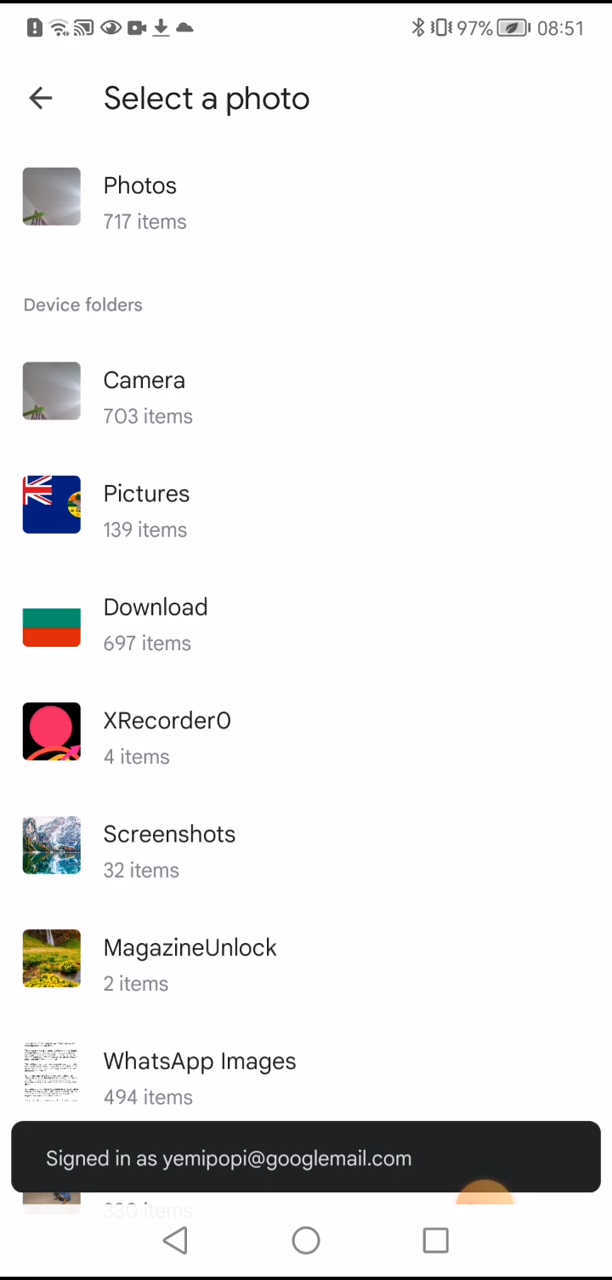 97% 08:51
Select a photo
Photos
717 items
Device folders
Camera
703 items
Pictures
139 items
Download
697 items
XRecorder0
4 items
Screenshots
32 items
MagazineUnlock
2 items
WhatsApp Images
494 items
Signed in as yemipopi@googlemail.com
330 items